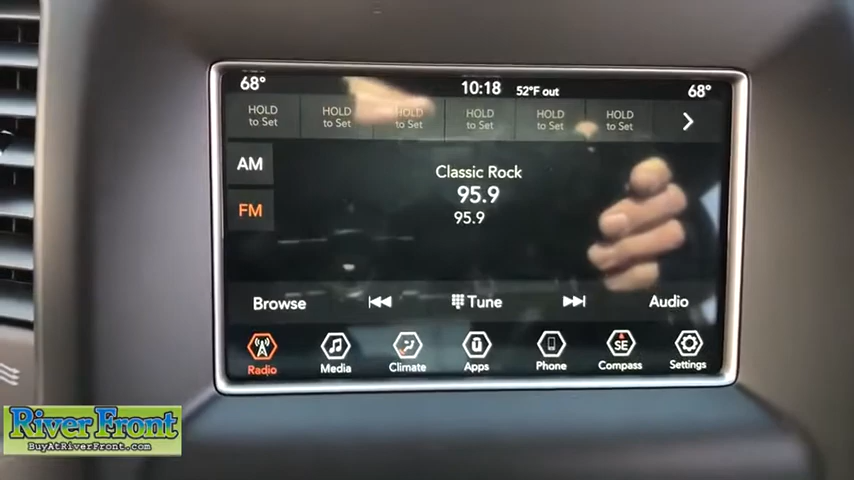 68° 10:18 52°F out 68°
HOLD to Set HOLD to Set HOLD to Set HOLD to Set HOLD to Set HOLD to Set
AM
Classic Rock
95.9
FM
95.9
Browse Tune Audio
SE
Radio Media Climate Apps Phone Compass Settings
River Front
BuyAtRiverFront.com